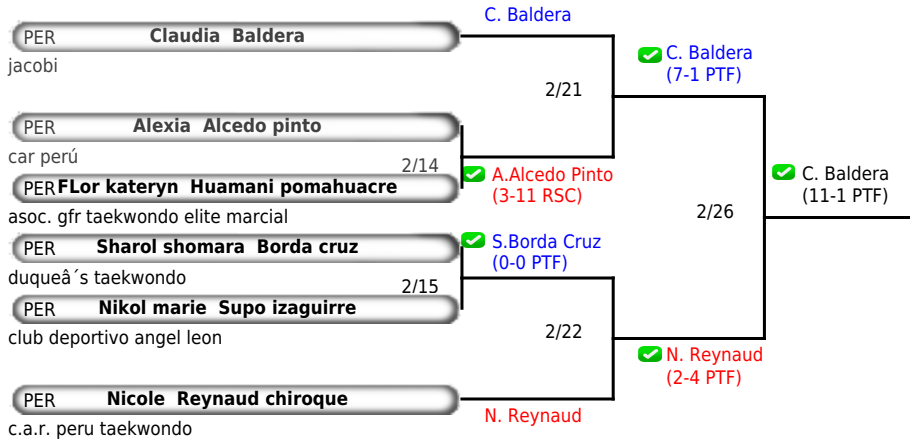 C. Baldera
PER Claudia Baldera
jacobi
C. Baldera
(7-1 PTF)
2/21
PER Alexia Alcedo pinto
car perú
2/14
A.Alcedo Pinto
(3-11 RSC)
C. Baldera
(11-1 PTF)
PER FLor kateryn Huamani pomahuacre
asoc. gfr taekwondo elite marcial
2/26
PER Sharol shomara Borda cruz
S.Borda Cruz
(0-0 PTF)
duqueâ´s taekwondo
2/15
PER Nikol marie Supo izaguirre
club deportivo angel leon
2/22
N. Reynaud
(2-4 PTF)
PER Nicole Reynaud chiroque
N. Reynaud
c.a.r. peru taekwondo